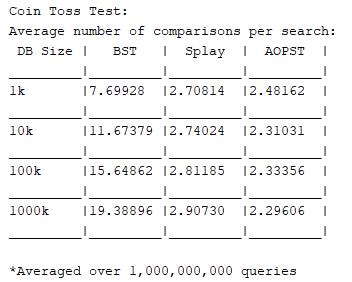 Coin Toss Test:
Average number of comparisons per search:
DB Size | BST | Splay | AOPST |
1k |7.69928 |2.70814 |2.48162 |
10k |11.67379 |2.74024 |2.31031 |
100k |15.64862 |2.81185 |2.33356 |
1000k |19.38896 |2.90730 |2.29606 |
*Averaged over 1,000,000,000 queries